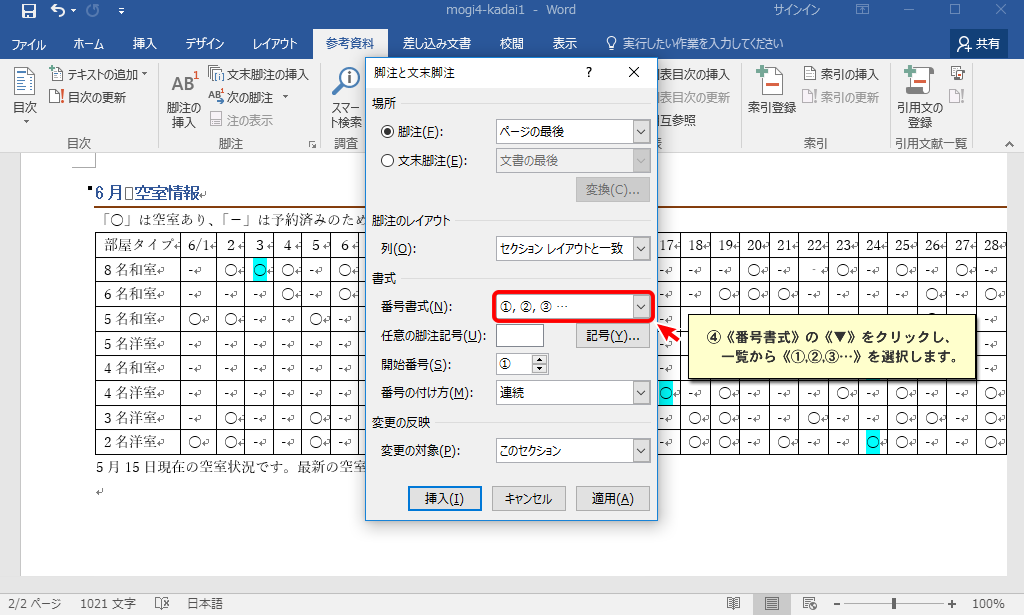 mogi4-kadai1 - Word
サインイン
ファイル ホーム 挿入 デザイン レイアウト 参考資料 差し込み文書 校閲 表示 実行したい作業を入力してください 共有
目次
テキストの追加
目次の更新
目次
AB1
脚注の
挿入
文末脚注の挿入
次の脚注
注の表示
脚注
スマー
ト検索
調査
図表目次の挿入
図表目次の更新
相互参照
索引登録
索引の挿入
索引の更新
索引
引用文の
登録
引用文献一覧
脚注と文末脚注 ?
場所
脚注(F): ページの最後
文末脚注(E): 文書の最後
変換(C)...
脚注のレイアウト
列(O): セクション レイアウトと一致
書式
番号書式(N): ①, ②, ③ …
任意の脚注記号(U): 記号(Y)...
開始番号(S): ①
番号の付け方(M): 連続
変更の反映
変更の対象(P): このセクション
挿入(I) キャンセル 適用(A)
④《番号書式》の《▼》をクリックし、
一覧から《①,②,③…》を選択します。
6月 空室情報
「○」は空室あり、「－」は予約済みのため
部屋タイプ 6/1 2 3 4 5 6 17 18 19 20 21 22 23 24 25 26 27 28
8名和室 - ○ ○ ○ - ○ - - - ○ - - ○ - ○ - ○ -
6名和室
5名和室
5名洋室
4名和室
4名洋室
3名洋室
2名洋室
5月15日現在の空室状況です。最新の空室
2/2 ページ 1021 文字 日本語 100%